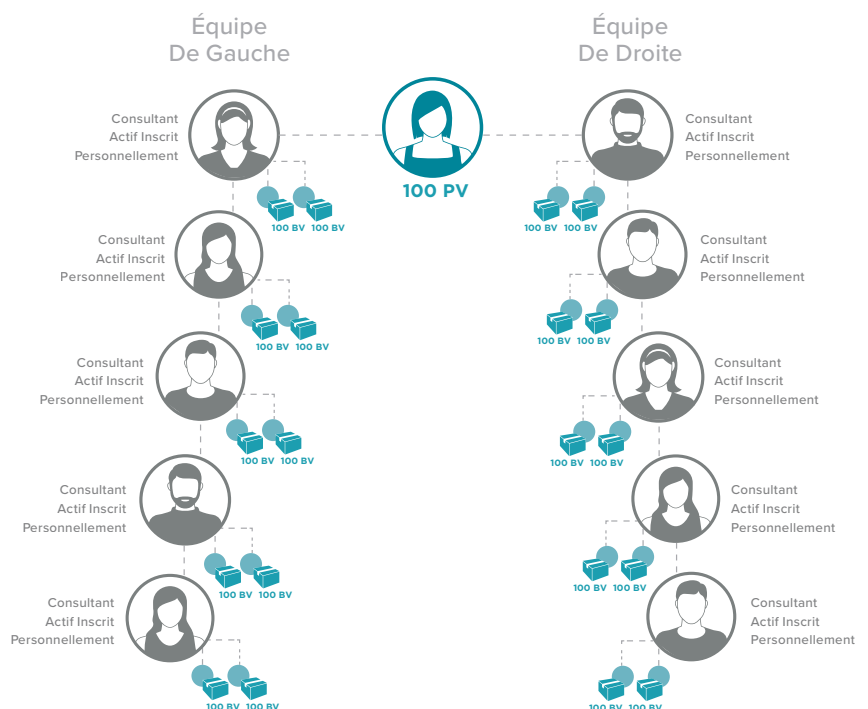 Équipe
De Gauche
Équipe
De Droite
Consultant
Actif Inscrit
Personnellement
100 PV
Consultant
Actif Inscrit
Personnellement
100 BV 100 BV
100 BV 100 BV
Consultant
Actif Inscrit
Personnellement
Consultant
Actif Inscrit
Personnellement
100 BV 100 BV
100 BV 100 BV
Consultant
Actif Inscrit
Personnellement
Consultant
Actif Inscrit
Personnellement
100 BV 100 BV
100 BV 100 BV
Consultant
Actif Inscrit
Personnellement
Consultant
Actif Inscrit
Personnellement
100 BV 100 BV
100 BV 100 BV
Consultant
Actif Inscrit
Personnellement
Consultant
Actif Inscrit
Personnellement
100 BV 100 BV
100 BV 100 BV